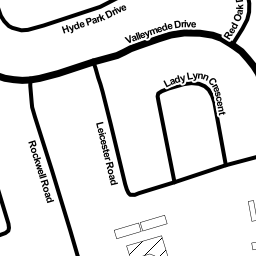 Hyde Park Drive
Valleymede Drive
Red Oak D
Lady Lynn Crescent
Leicester Road
Rockwell Road